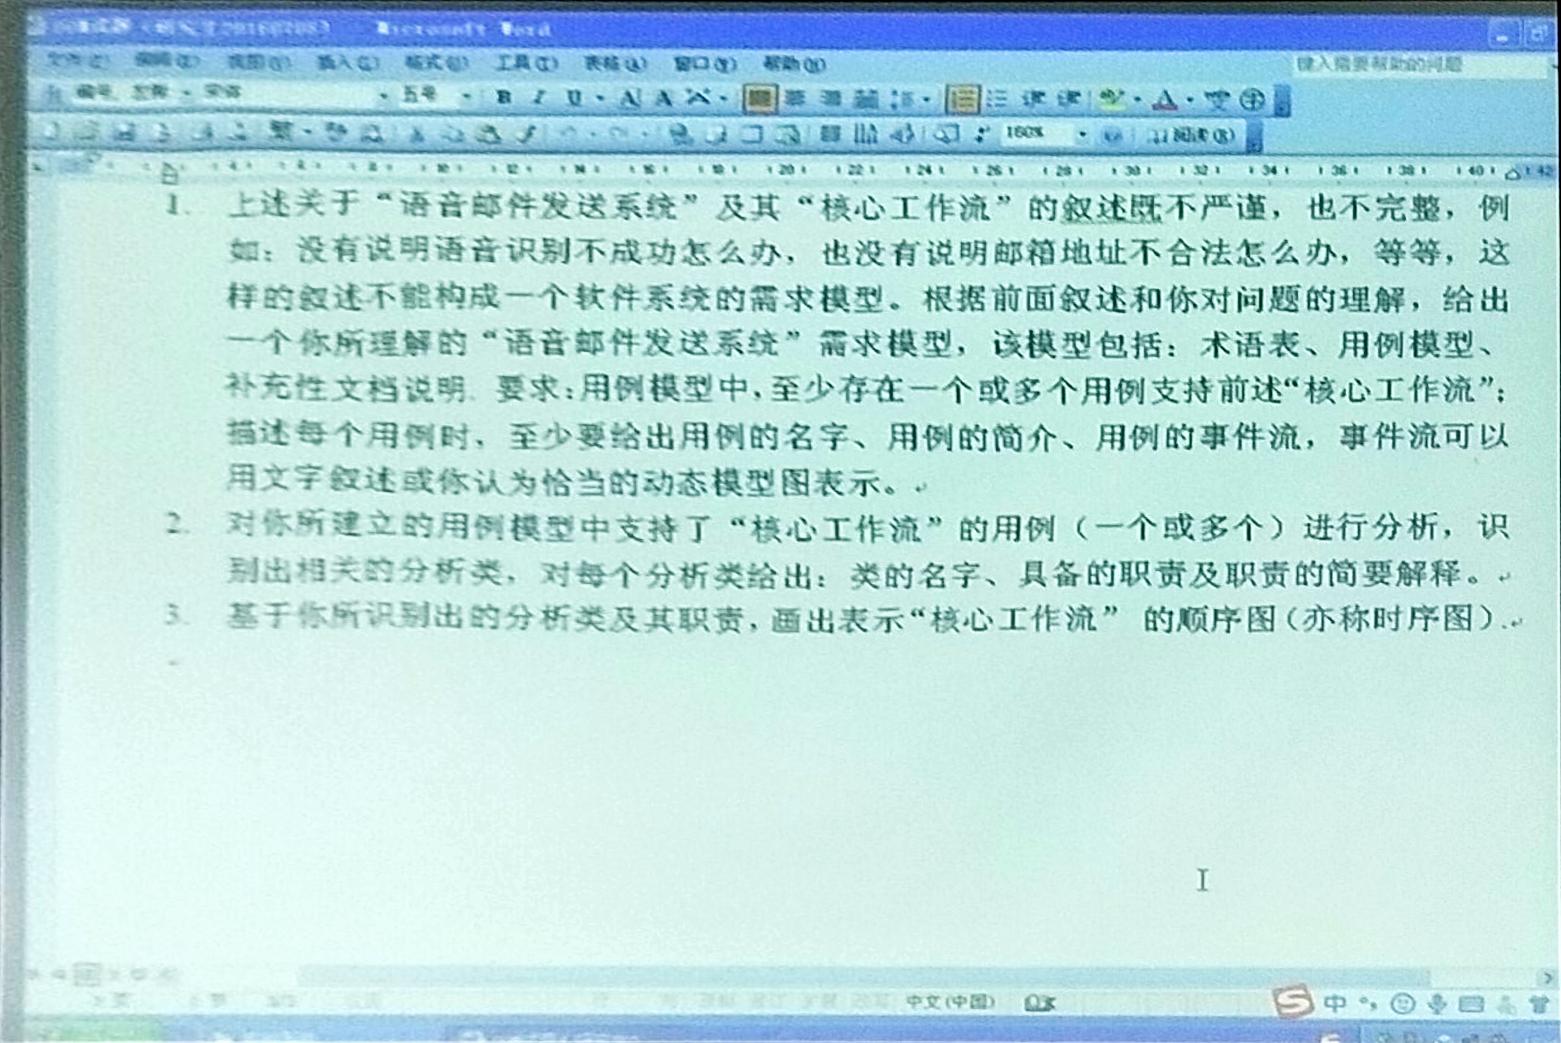 Microsoft Word
文件(F) 编辑(E) 视图(V) 插入(I) 格式(O) 工具(T) 表格(A) 窗口(W) 帮助(H) 键入需要帮助的问题
宋体 五号 B I U A A
160% 阅读(R)
1. 上述关于“语音邮件发送系统”及其“核心工作流”的叙述既不严谨，也不完整，例
如：没有说明语音识别不成功怎么办，也没有说明邮箱地址不合法怎么办，等等，这
样的叙述不能构成一个软件系统的需求模型。根据前面叙述和你对问题的理解，给出
一个你所理解的“语音邮件发送系统”需求模型，该模型包括：术语表、用例模型、
补充性文档说明. 要求：用例模型中，至少存在一个或多个用例支持前述“核心工作流”；
描述每个用例时，至少要给出用例的名字、用例的简介、用例的事件流，事件流可以
用文字叙述或你认为恰当的动态模型图表示。
2. 对你所建立的用例模型中支持了“核心工作流”的用例（一个或多个）进行分析，识
别出相关的分析类，对每个分析类给出：类的名字、具备的职责及职责的简要解释。
3. 基于你所识别出的分析类及其职责，画出表示“核心工作流” 的顺序图（亦称时序图）.
中文(中国)
中